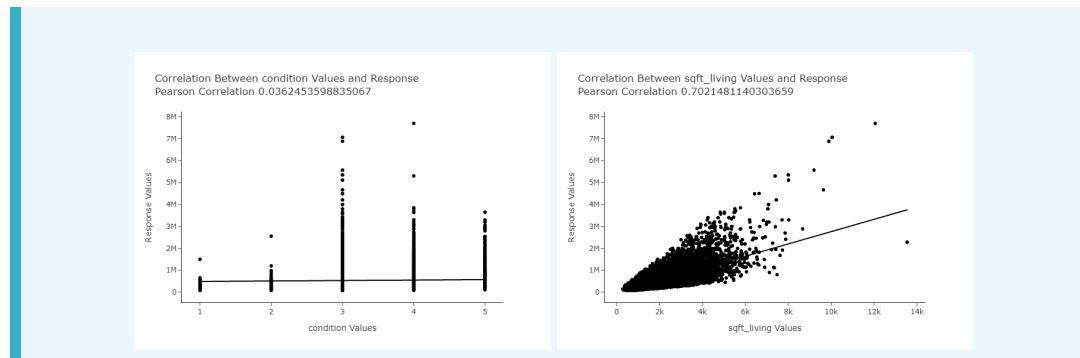 Correlation Between condition Values and Response
Pearson Correlation 0.0362453598835067
8M
7M
6M
5M
4M
3M
2M
1M
0
Response Values
1 2 3 4 5
condition Values
Correlation Between sqft_living Values and Response
Pearson Correlation 0.7021481140303659
8M
7M
6M
5M
4M
3M
2M
1M
0
Response Values
0 2k 4k 6k 8k 10k 12k 14k
sqft_living Values